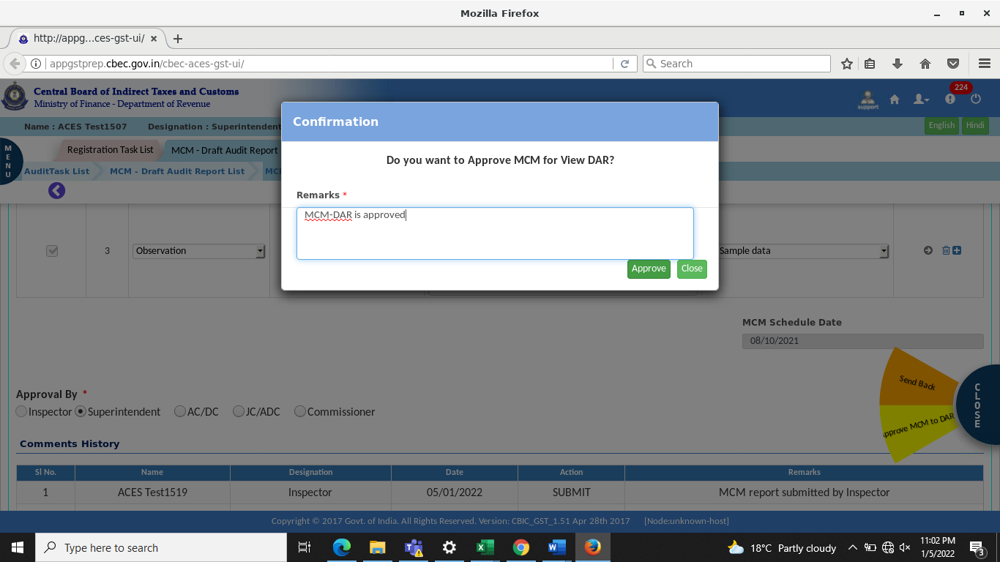 Mozilla Firefox
http://appg...ces-gst-ui/
appgstprep.cbec.gov.in/cbec-aces-gst-ui/
Search
Central Board of Indirect Taxes and Customs
Ministry of Finance - Department of Revenue
support
224
Name : ACES Test1507
Designation : Superintendent
English
Hindi
MENU
Registration Task List
MCM - Draft Audit Report
AuditTask List
MCM - Draft Audit Report List
Confirmation
Do you want to Approve MCM for View DAR?
Remarks *
MCM-DAR is approved
Approve
Close
3
Observation
Sample data
MCM Schedule Date
08/10/2021
Send Back
pprove MCM to DAR
CLOSE
Approval By *
Inspector
Superintendent
AC/DC
JC/ADC
Commissioner
Comments History
Sl No. Name Designation Date Action Remarks
1 ACES Test1519 Inspector 05/01/2022 SUBMIT MCM report submitted by Inspector
Copyright © 2017 Govt. of India. All Rights Reserved. Version: CBIC_GST_1.51 Apr 28th 2017 [Node:unknown-host]
Type here to search
18°C Partly cloudy
11:02 PM
1/5/2022
3